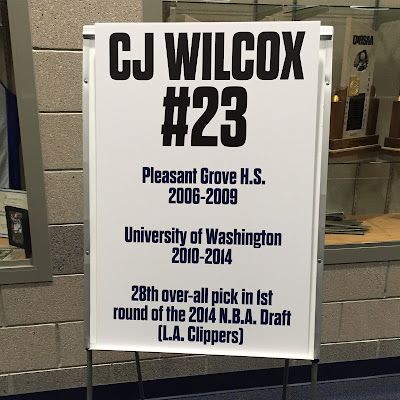 CJ WILCOX
#23
Pleasant Grove H.S.
2006-2009
University of Washington
2010-2014
28th over-all pick in 1st
round of the 2014 N.B.A. Draft
(L.A. Clippers)